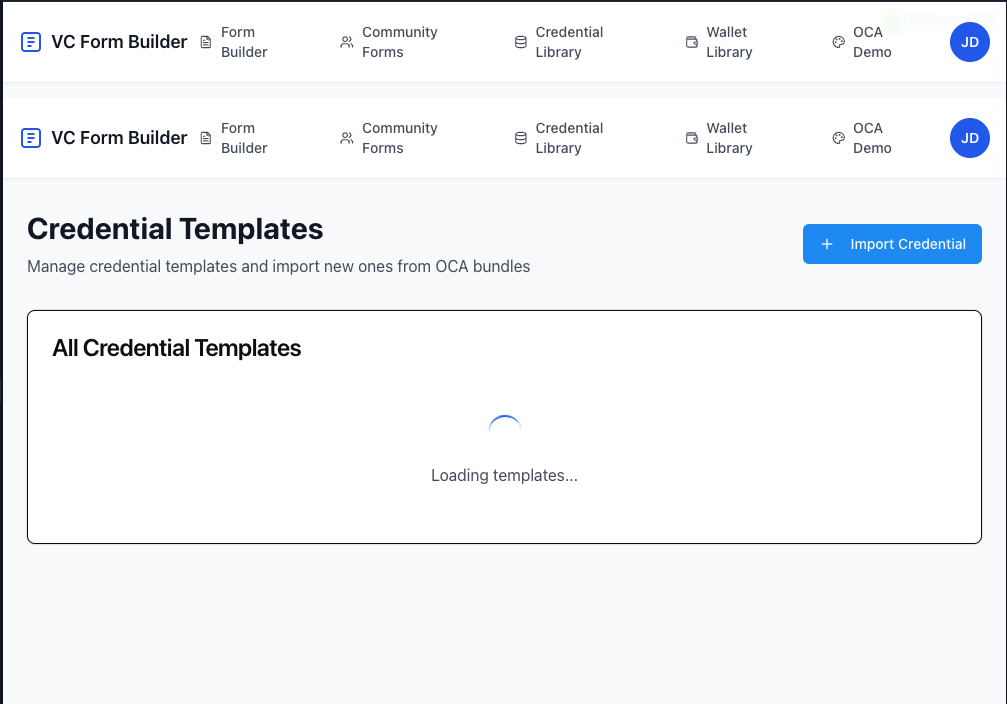 VC Form Builder
Form
Builder
Community
Forms
Credential
Library
Wallet
Library
OCA
Demo
JD
VC Form Builder
Form
Builder
Community
Forms
Credential
Library
Wallet
Library
OCA
Demo
JD
Credential Templates
Manage credential templates and import new ones from OCA bundles
Import Credential
All Credential Templates
Loading templates...